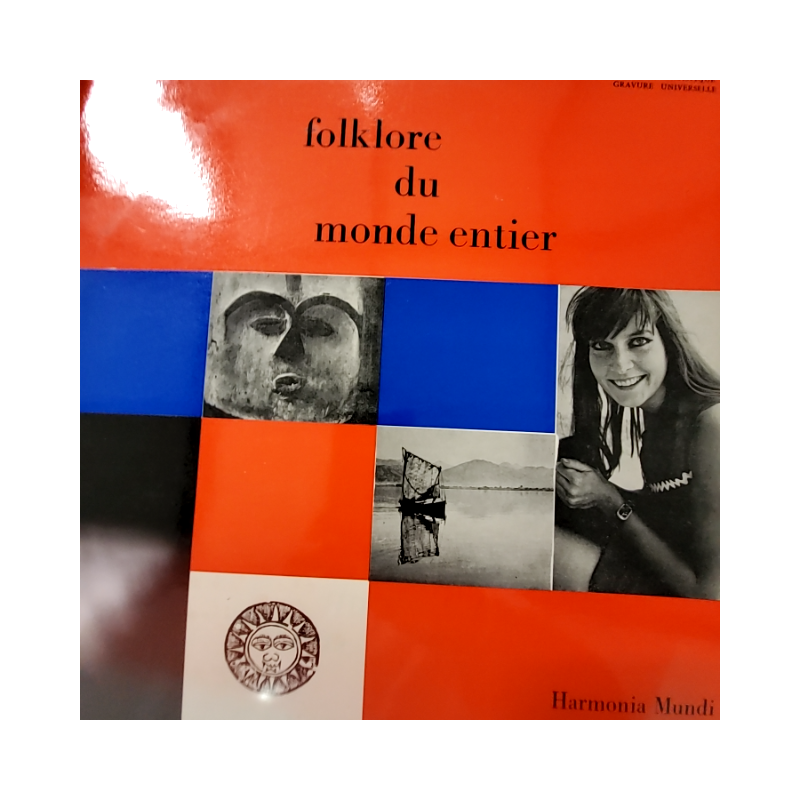 GRAVURE UNIVERSELLE
folklore
du
monde entier
Harmonia Mundi